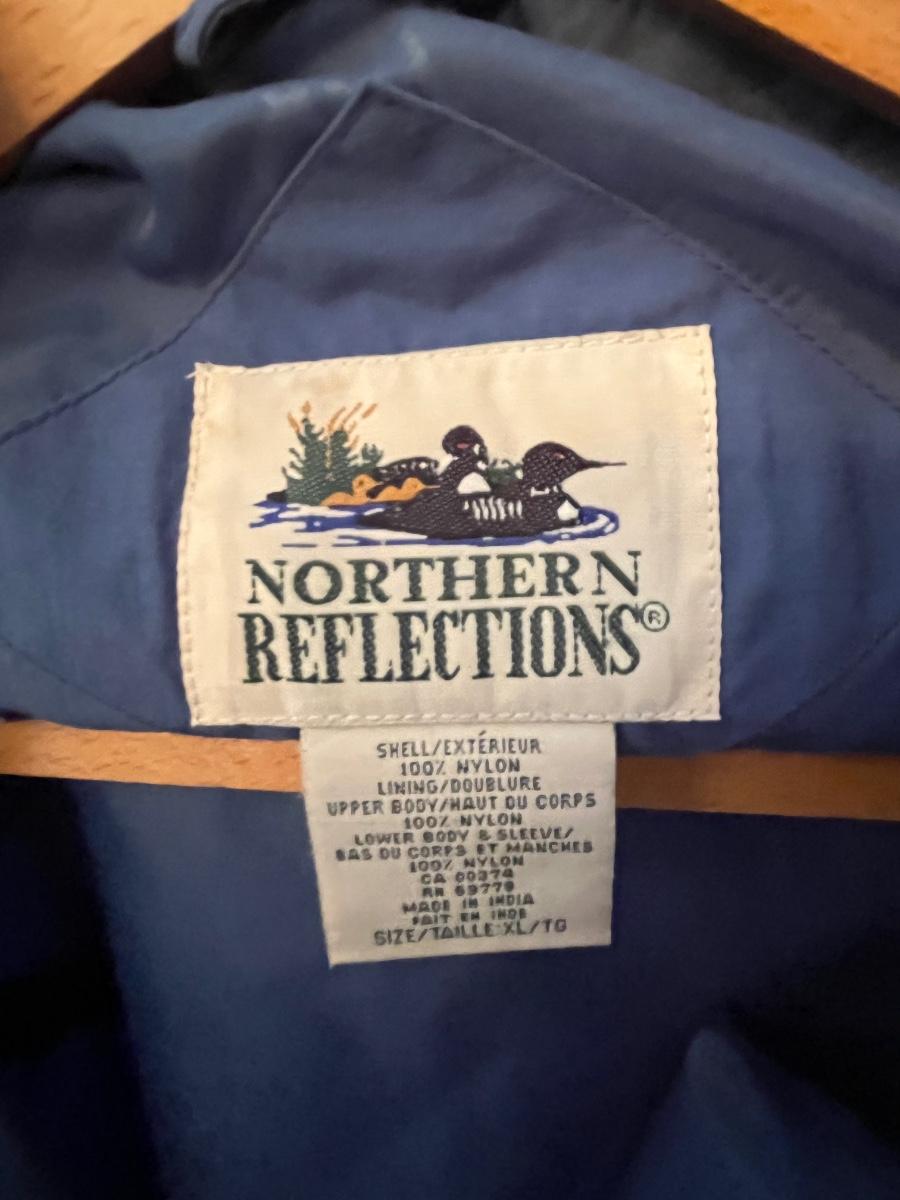 NORTHERN
REFLECTIONS®
SHELL/EXTÉRIEUR
100% NYLON
LINING/DOUBLURE
UPPER BODY/HAUT DU CORPS
100% NYLON
LOWER BODY & SLEEVE/
BAS DU CORPS ET MANCHES
100% NYLON
CA 00374
RN 69779
MADE IN INDIA
FAIT EN INDE
SIZE/TAILLE:XL/TG